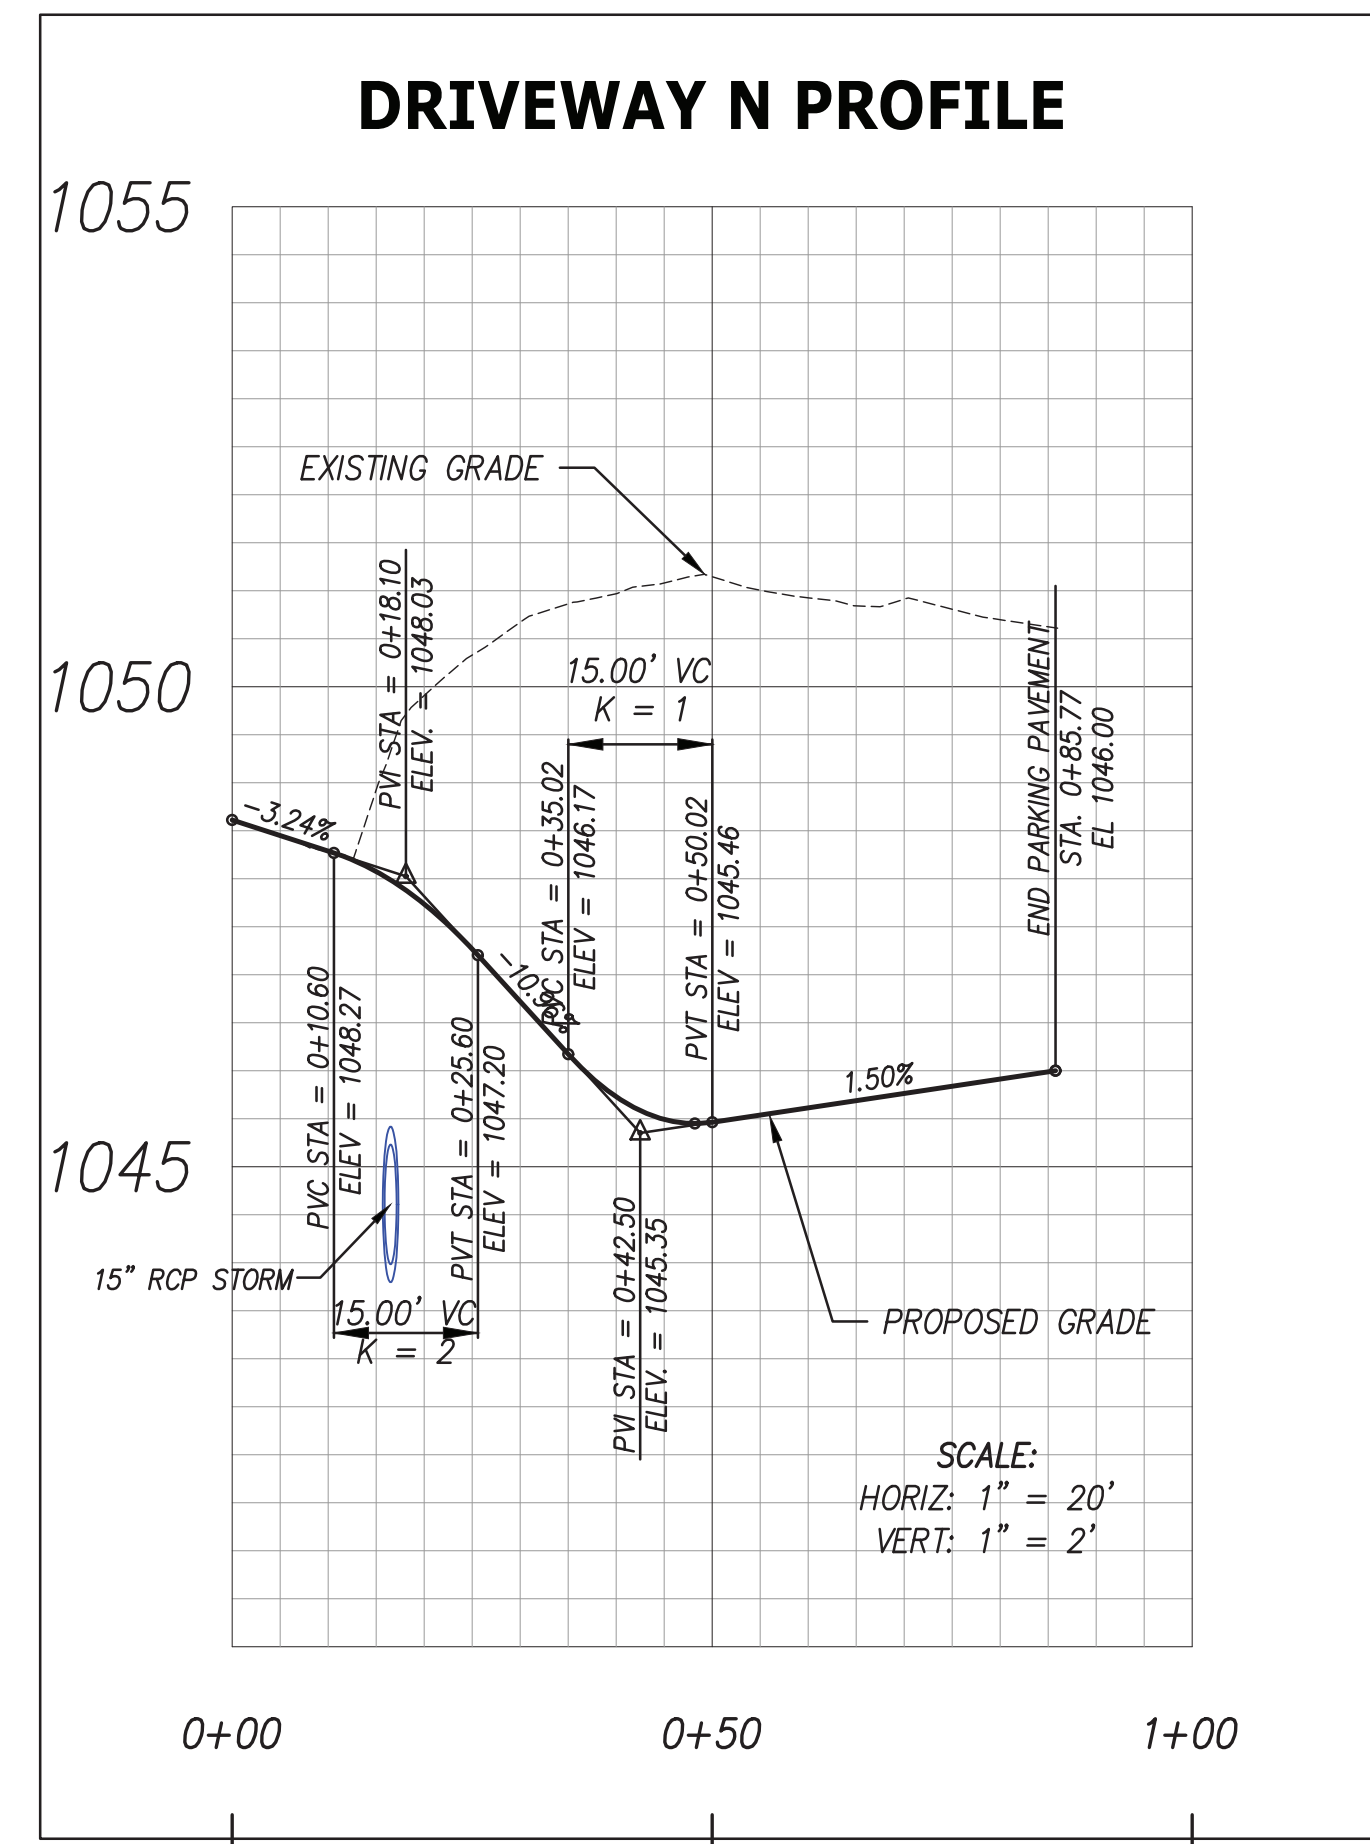 DRIVEWAY N PROFILE
1055
EXISTING GRADE
PVI STA = 0+18.10
ELEV. = 1048.03
1050
15.00' VC
K = 1
END PARKING PAVEMENT
STA. 0+85.77
EL 1046.00
-3.24%
PVC STA = 0+35.02
ELEV = 1046.17
PVT STA = 0+50.02
ELEV = 1045.46
PVC STA = 0+10.60
ELEV = 1048.27
PVT STA = 0+25.60
ELEV = 1047.20
1.50%
1045
15" RCP STORM
15.00' VC
K = 2
PVI STA = 0+42.50
ELEV. = 1045.35
PROPOSED GRADE
SCALE:
HORIZ: 1" = 20'
VERT: 1" = 2'
0+00
0+50
1+00